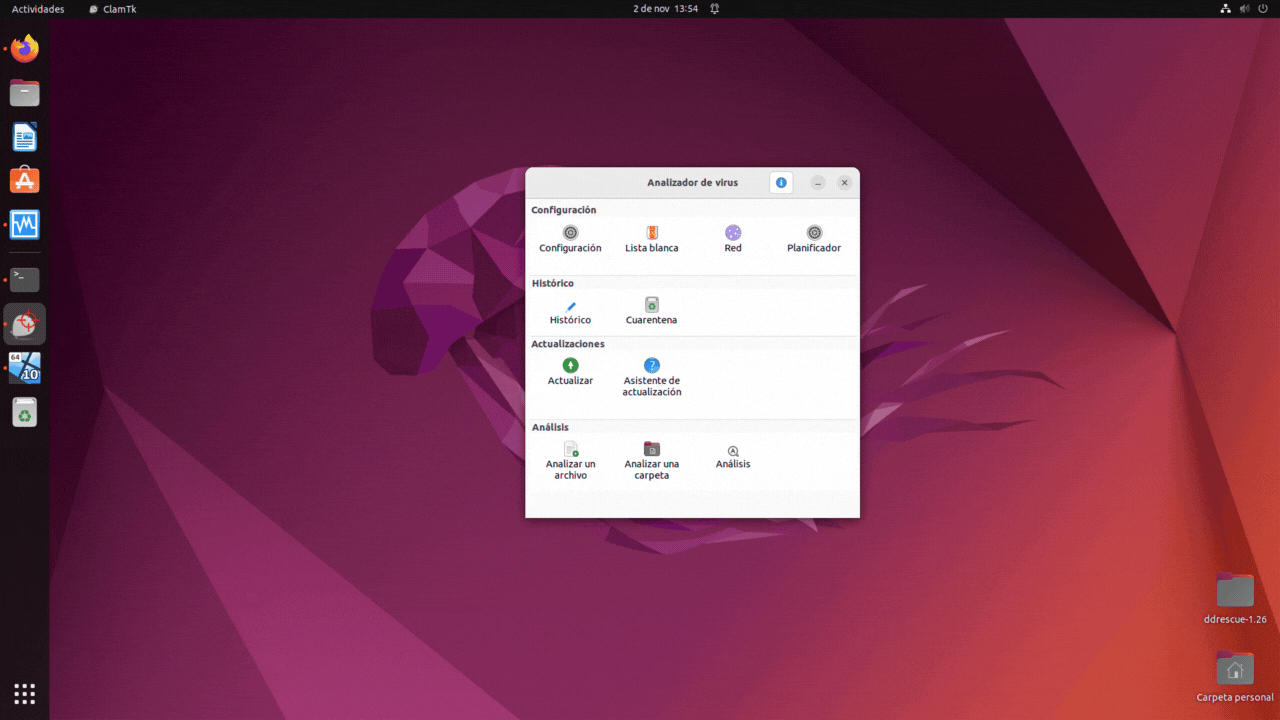 Actividades ClamTk 2 de nov 13:54
Analizador de virus
Configuración
Configuración Lista blanca Red Planificador
Histórico
Histórico Cuarentena
Actualizaciones
Actualizar Asistente de
actualización
Análisis
Analizar un Analizar una Análisis
archivo carpeta
64
10
>_
ddrescue-1.26
Carpeta personal